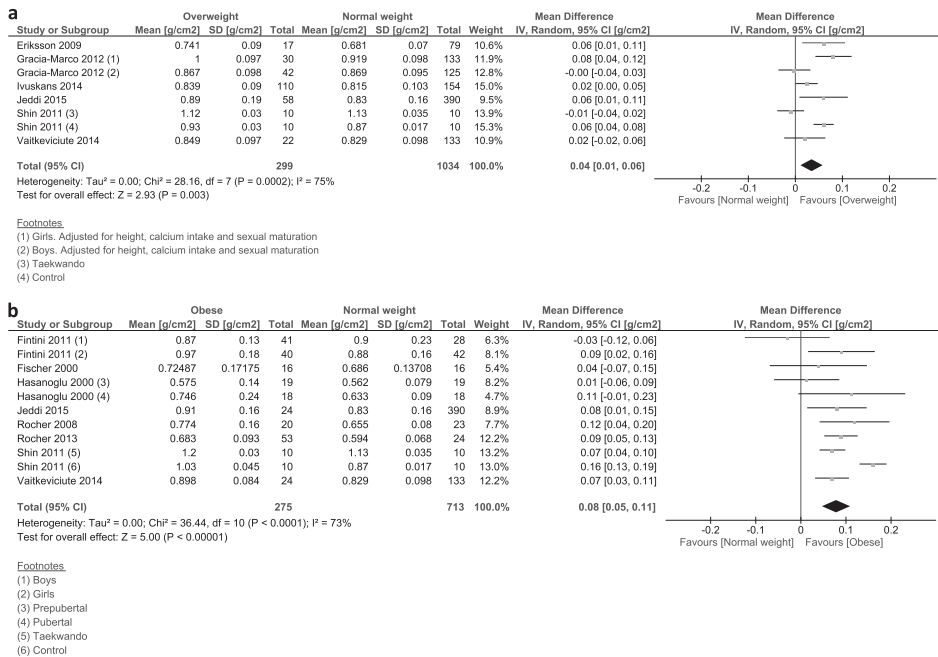 a
Overweight Normal weight Mean Difference Mean Difference
Study or Subgroup Mean [g/cm2] SD [g/cm2] Total Mean [g/cm2] SD [g/cm2] Total Weight IV, Random, 95% CI [g/cm2] IV, Random, 95% CI [g/cm2]
Eriksson 2009 0.741 0.09 17 0.681 0.07 79 10.6% 0.06 [0.01, 0.11]
Gracia-Marco 2012 (1) 1 0.097 30 0.919 0.098 133 12.8% 0.08 [0.04, 0.12]
Gracia-Marco 2012 (2) 0.867 0.098 42 0.869 0.095 125 11.9% -0.00 [-0.04, 0.03]
Ivuskans 2014 0.839 0.09 110 0.815 0.103 154 12.4% 0.02 [0.00, 0.05]
Jeddi 2015 0.89 0.19 58 0.83 0.16 390 9.5% 0.06 [0.01, 0.11]
Shin 2011 (3) 1.12 0.03 10 1.13 0.035 10 14.5% -0.01 [-0.04, 0.02]
Shin 2011 (4) 0.93 0.03 10 0.87 0.017 10 15.3% 0.06 [0.04, 0.08]
Vaitkeviciute 2014 0.849 0.097 22 0.829 0.098 133 12.9% 0.02 [-0.02, 0.06]
Total (95% CI) 299 1034 100.0% 0.04 [0.01, 0.06]
Heterogeneity: Tau² = 0.00; Chi² = 28.16, df = 7 (P = 0.0002); I² = 75%
Test for overall effect: Z = 2.93 (P = 0.003)
-0.2 -0.1 0 0.1 0.2
Favours [Normal weight] Favours [Overweight]
Footnotes
(1) Girls. Adjusted for height, calcium intake and sexual maturation
(2) Boys. Adjusted for height, calcium intake and sexual maturation
(3) Taekwando
(4) Control
b
Obese Normal weight Mean Difference Mean Difference
Study or Subgroup Mean [g/cm2] SD [g/cm2] Total Mean [g/cm2] SD [g/cm2] Total Weight IV, Random, 95% CI [g/cm2] IV, Random, 95% CI [g/cm2]
Fintini 2011 (1) 0.87 0.13 41 0.9 0.23 28 6.3% -0.03 [-0.12, 0.06]
Fintini 2011 (2) 0.97 0.18 40 0.88 0.16 42 8.2% 0.09 [0.02, 0.16]
Fischer 2000 0.72487 0.17175 16 0.686 0.13708 16 5.4% 0.04 [-0.07, 0.15]
Hasanoglu 2000 (3) 0.575 0.14 19 0.562 0.079 19 8.4% 0.01 [-0.06, 0.09]
Hasanoglu 2000 (4) 0.746 0.24 18 0.633 0.09 18 4.7% 0.11 [-0.01, 0.23]
Jeddi 2015 0.91 0.16 24 0.83 0.16 390 8.9% 0.08 [0.01, 0.15]
Rocher 2008 0.774 0.16 20 0.655 0.08 23 7.7% 0.12 [0.04, 0.20]
Rocher 2013 0.683 0.093 53 0.594 0.068 24 12.2% 0.09 [0.05, 0.13]
Shin 2011 (5) 1.2 0.03 10 1.13 0.035 10 13.2% 0.07 [0.04, 0.10]
Shin 2011 (6) 1.03 0.045 10 0.87 0.017 10 13.0% 0.16 [0.13, 0.19]
Vaitkeviciute 2014 0.898 0.084 24 0.829 0.098 133 12.2% 0.07 [0.03, 0.11]
Total (95% CI) 275 713 100.0% 0.08 [0.05, 0.11]
Heterogeneity: Tau² = 0.00; Chi² = 36.44, df = 10 (P < 0.0001); I² = 73%
Test for overall effect: Z = 5.00 (P < 0.00001)
-0.2 -0.1 0 0.1 0.2
Favours [Normal weight] Favours [Obese]
Footnotes
(1) Boys
(2) Girls
(3) Prepubertal
(4) Pubertal
(5) Taekwando
(6) Control